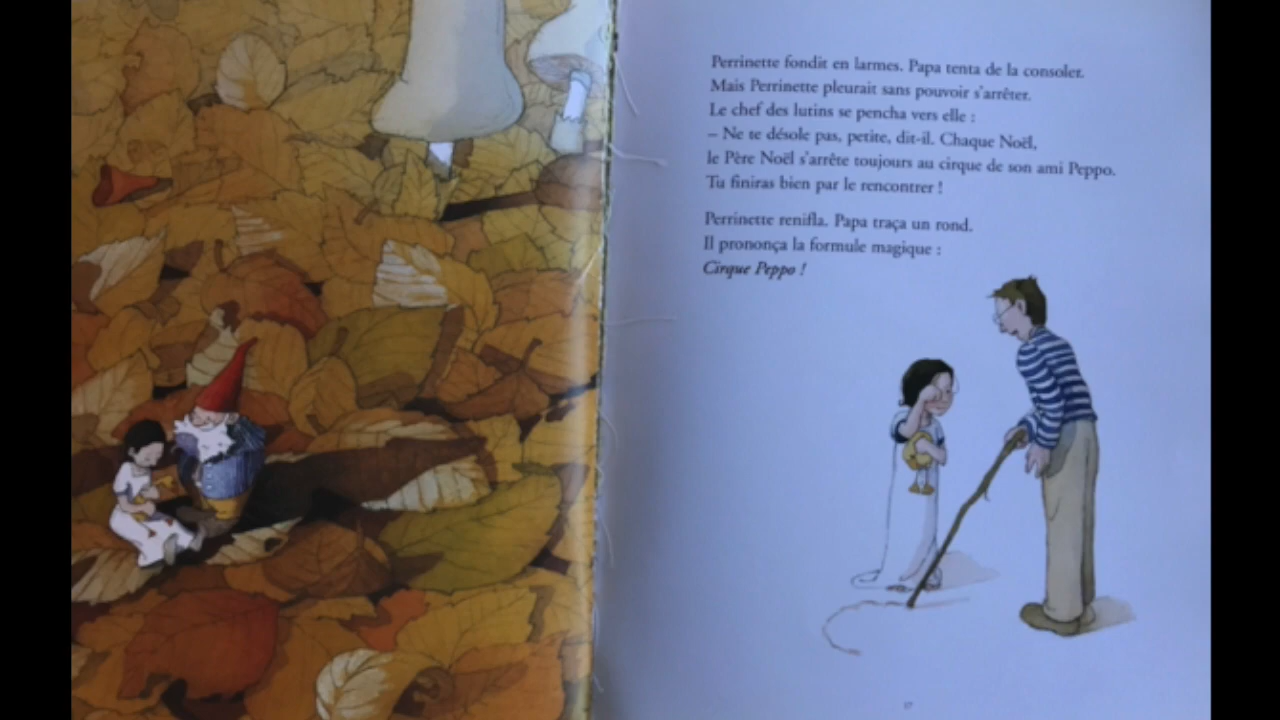 Perrinette fondit en larmes. Papa tenta de la consoler.
Mais Perrinette pleurait sans pouvoir s'arrêter.
Le chef des lutins se pencha vers elle :
– Ne te désole pas, petite, dit-il. Chaque Noël,
le Père Noël s'arrête toujours au cirque de son ami Peppo.
Tu finiras bien par le rencontrer !
Perrinette renifla. Papa traça un rond.
Il prononça la formule magique :
Cirque Peppo !